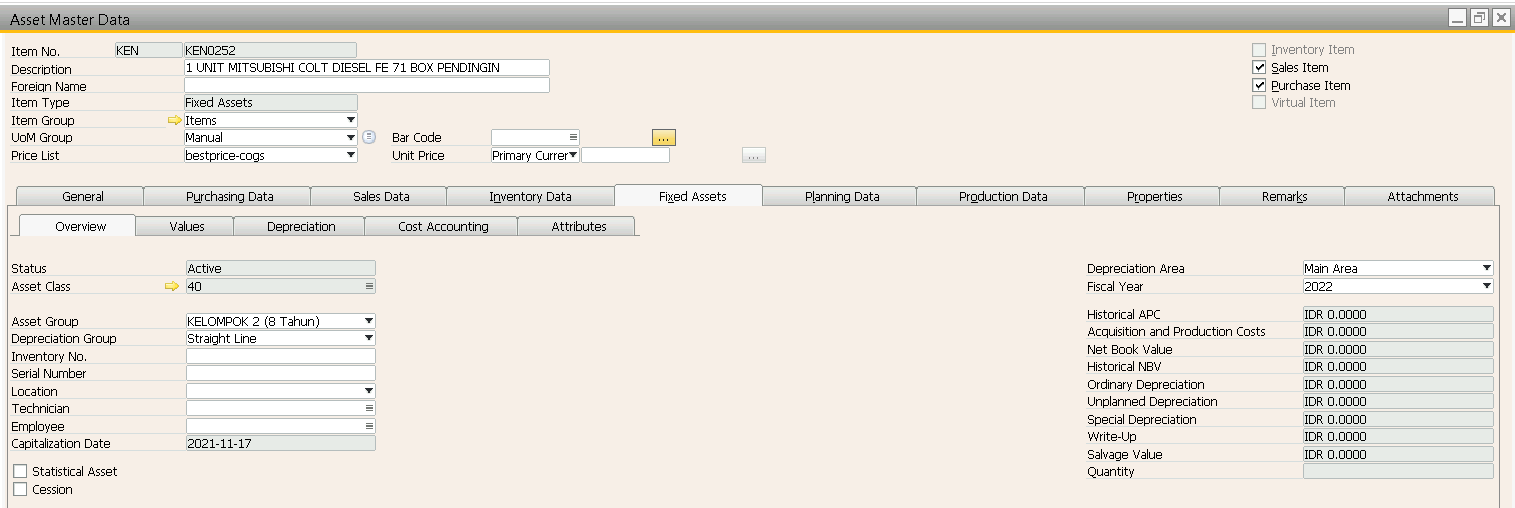 Asset Master Data
Item No. KEN KEN0252
Inventory Item
Description 1 UNIT MITSUBISHI COLT DIESEL FE 71 BOX PENDINGIN
Sales Item
Foreign Name
Purchase Item
Item Type Fixed Assets
Virtual Item
Item Group Items
UoM Group Manual Bar Code ...
Price List bestprice-cogs Unit Price Primary Currer ...
General Purchasing Data Sales Data Inventory Data Fixed Assets Planning Data Production Data Properties Remarks Attachments
Overview Values Depreciation Cost Accounting Attributes
Status Active
Asset Class 40
Asset Group KELOMPOK 2 (8 Tahun)
Depreciation Group Straight Line
Inventory No.
Serial Number
Location
Technician
Employee
Capitalization Date 2021-11-17
Statistical Asset
Cession
Depreciation Area Main Area
Fiscal Year 2022
Historical APC IDR 0.0000
Acquisition and Production Costs IDR 0.0000
Net Book Value IDR 0.0000
Historical NBV IDR 0.0000
Ordinary Depreciation IDR 0.0000
Unplanned Depreciation IDR 0.0000
Special Depreciation IDR 0.0000
Write-Up IDR 0.0000
Salvage Value IDR 0.0000
Quantity